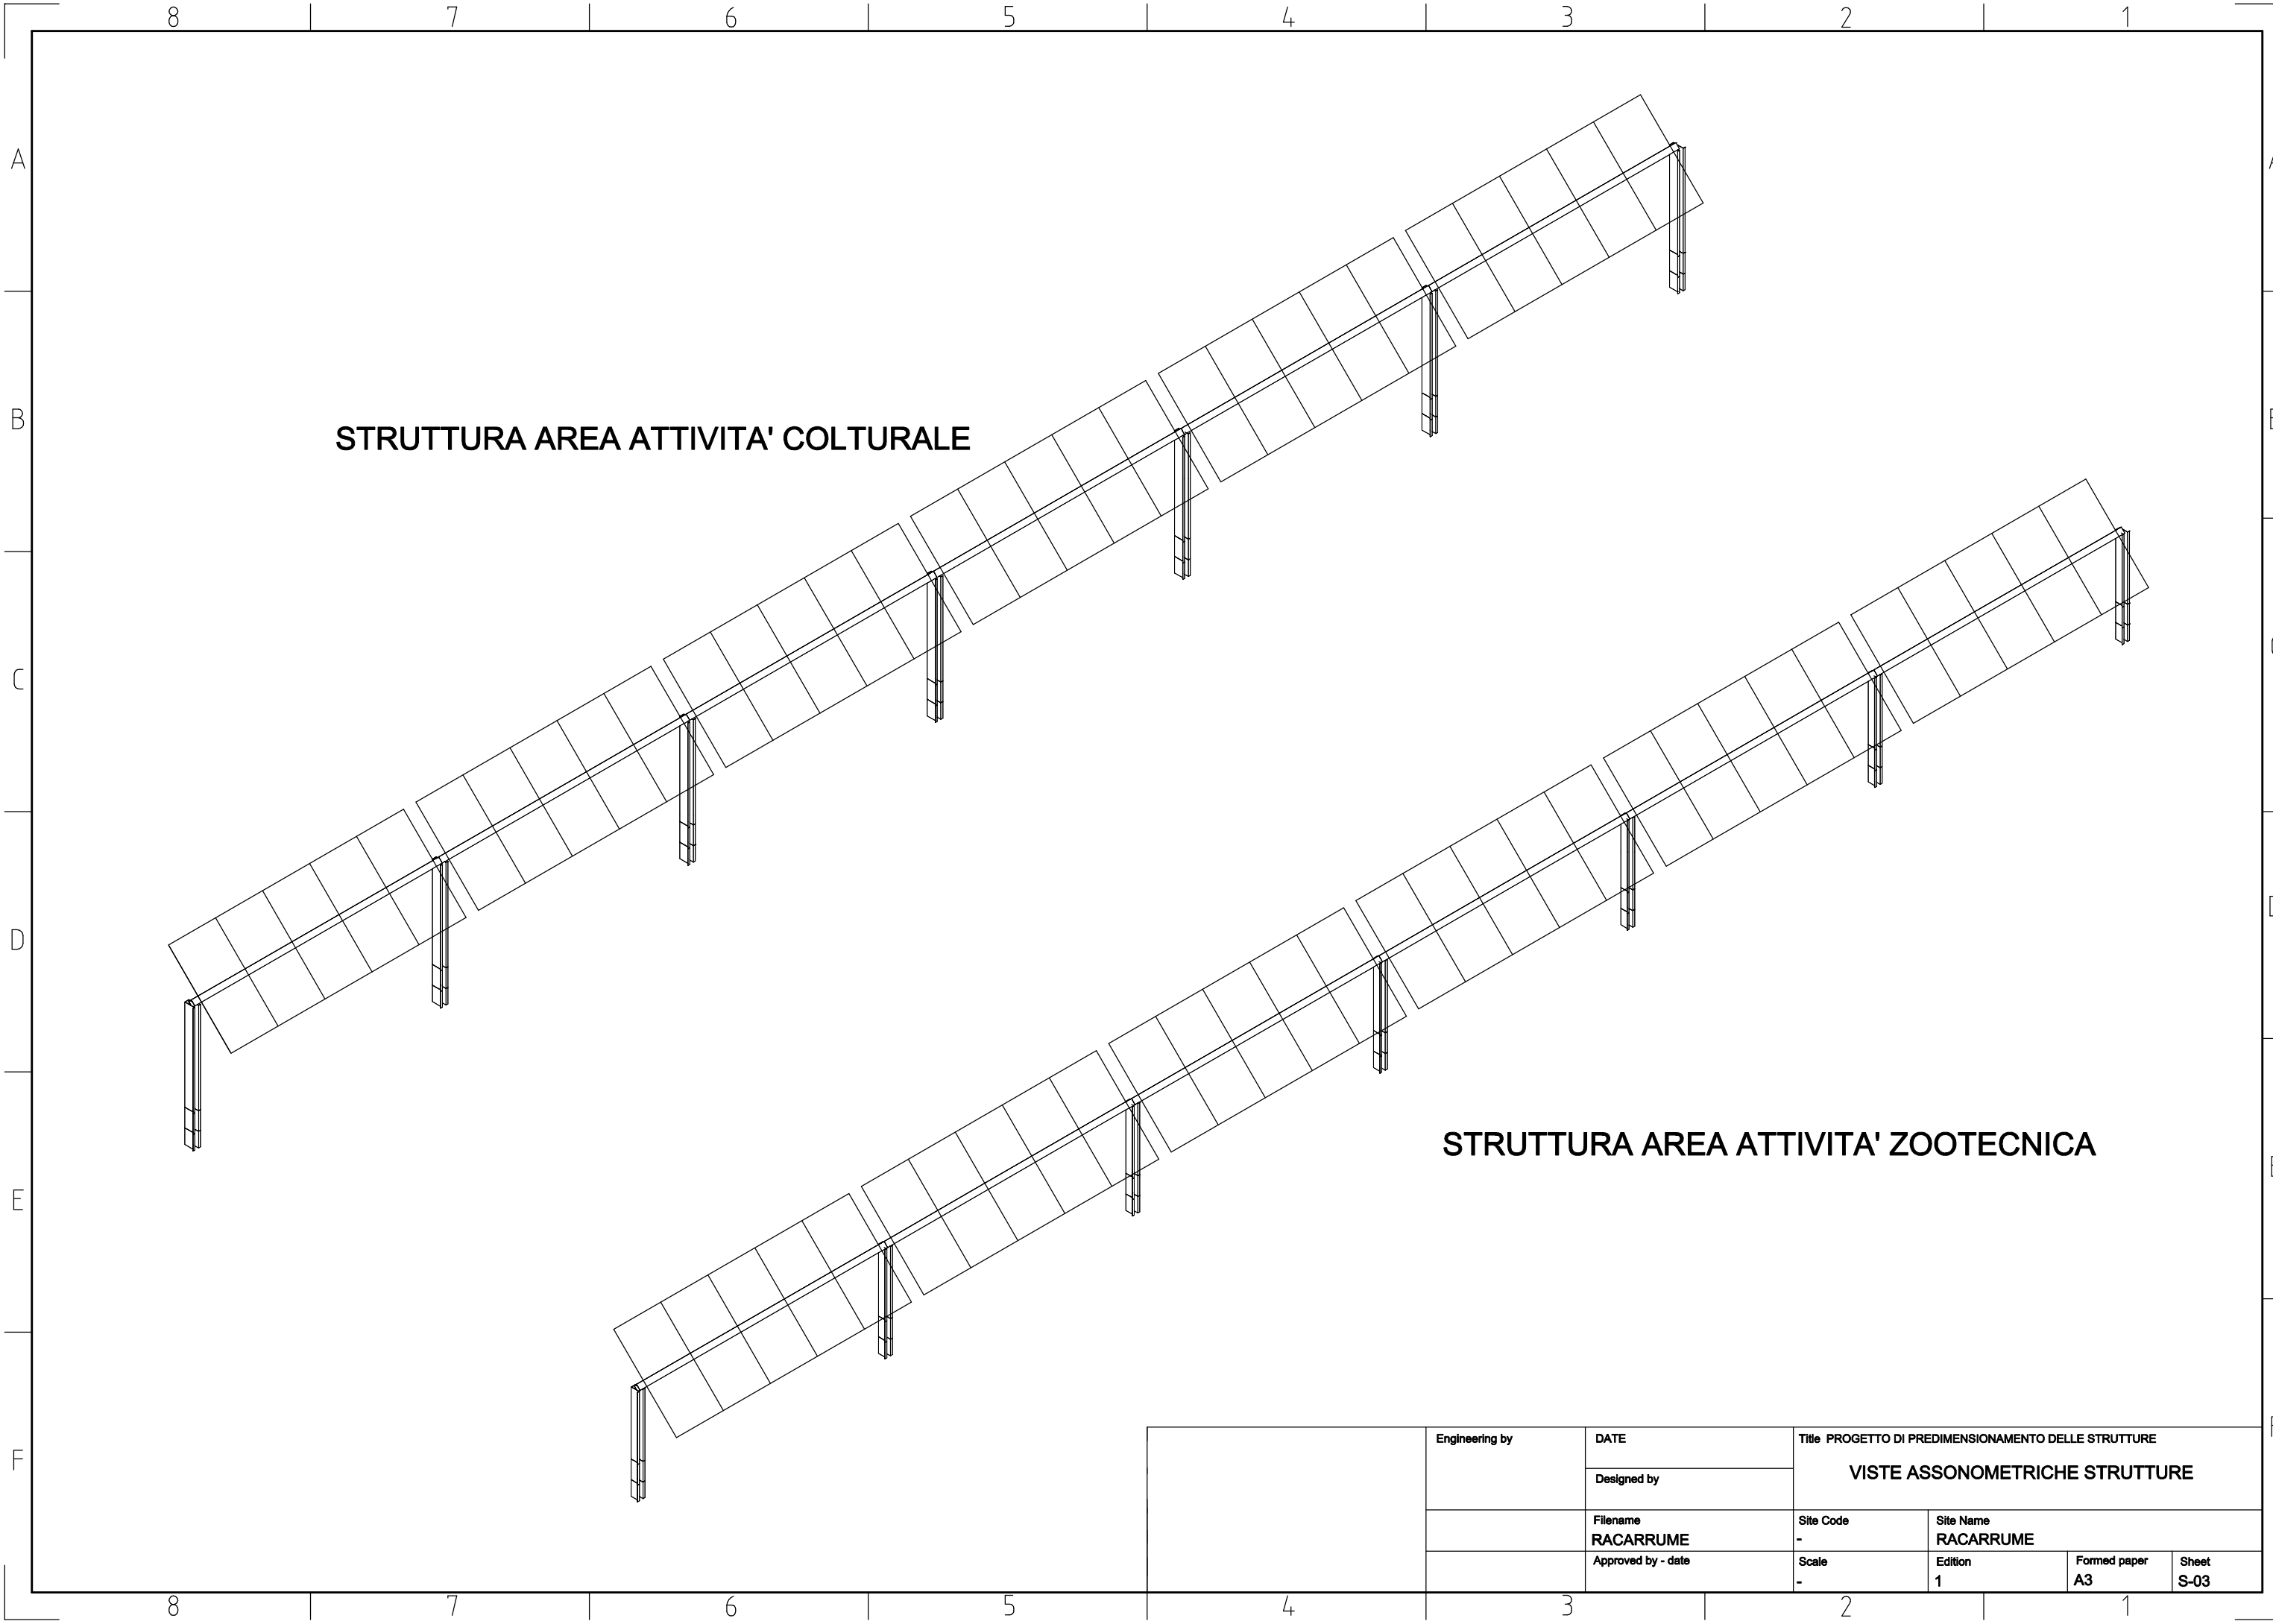 8 7 6 5 4 3 2 1
A
B
C
D
E
F
STRUTTURA AREA ATTIVITA' COLTURALE
STRUTTURA AREA ATTIVITA' ZOOTECNICA
Engineering by
DATE
Designed by
Title PROGETTO DI PREDIMENSIONAMENTO DELLE STRUTTURE
VISTE ASSONOMETRICHE STRUTTURE
Filename
RACARRUME
Site Code
-
Site Name
RACARRUME
Approved by - date
Scale
-
Edition
1
Formed paper
A3
Sheet
S-03
8 7 6 5 4 3 2 1